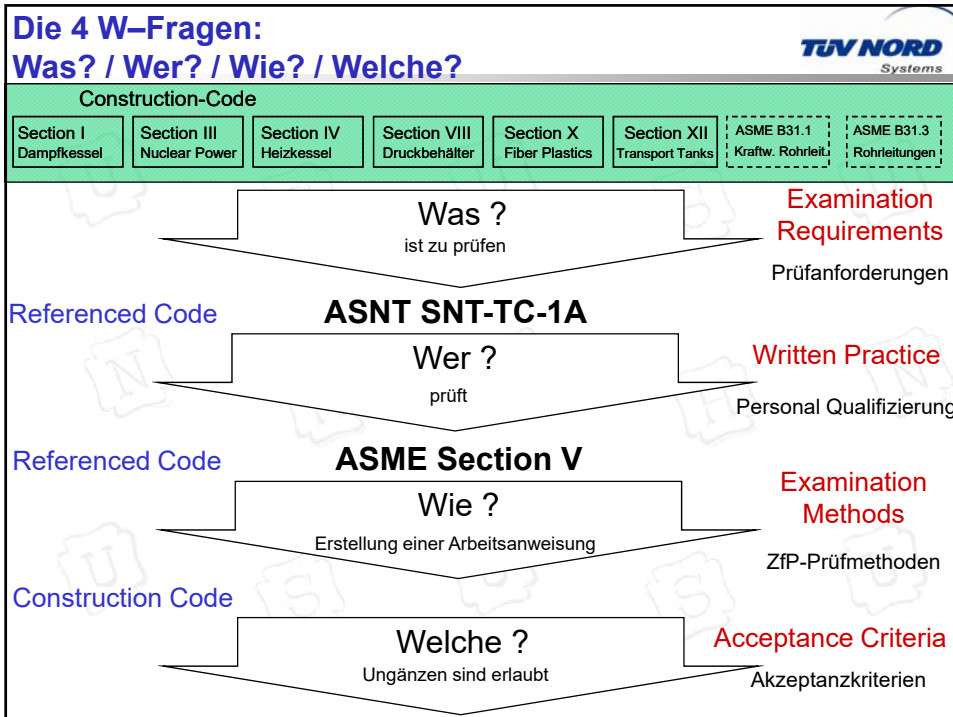 Die 4 W–Fragen:
Was? / Wer? / Wie? / Welche?
TÜV NORD
Systems
Construction-Code
Section I
Dampfkessel
Section III
Nuclear Power
Section IV
Heizkessel
Section VIII
Druckbehälter
Section X
Fiber Plastics
Section XII
Transport Tanks
ASME B31.1
Kraftw. Rohrleit.
ASME B31.3
Rohrleitungen
Was ?
ist zu prüfen
Examination
Requirements
Prüfanforderungen
Referenced Code
ASNT SNT-TC-1A
Wer ?
prüft
Written Practice
Personal Qualifizierung
Referenced Code
ASME Section V
Wie ?
Erstellung einer Arbeitsanweisung
Examination
Methods
ZfP-Prüfmethoden
Construction Code
Welche ?
Ungänzen sind erlaubt
Acceptance Criteria
Akzeptanzkriterien